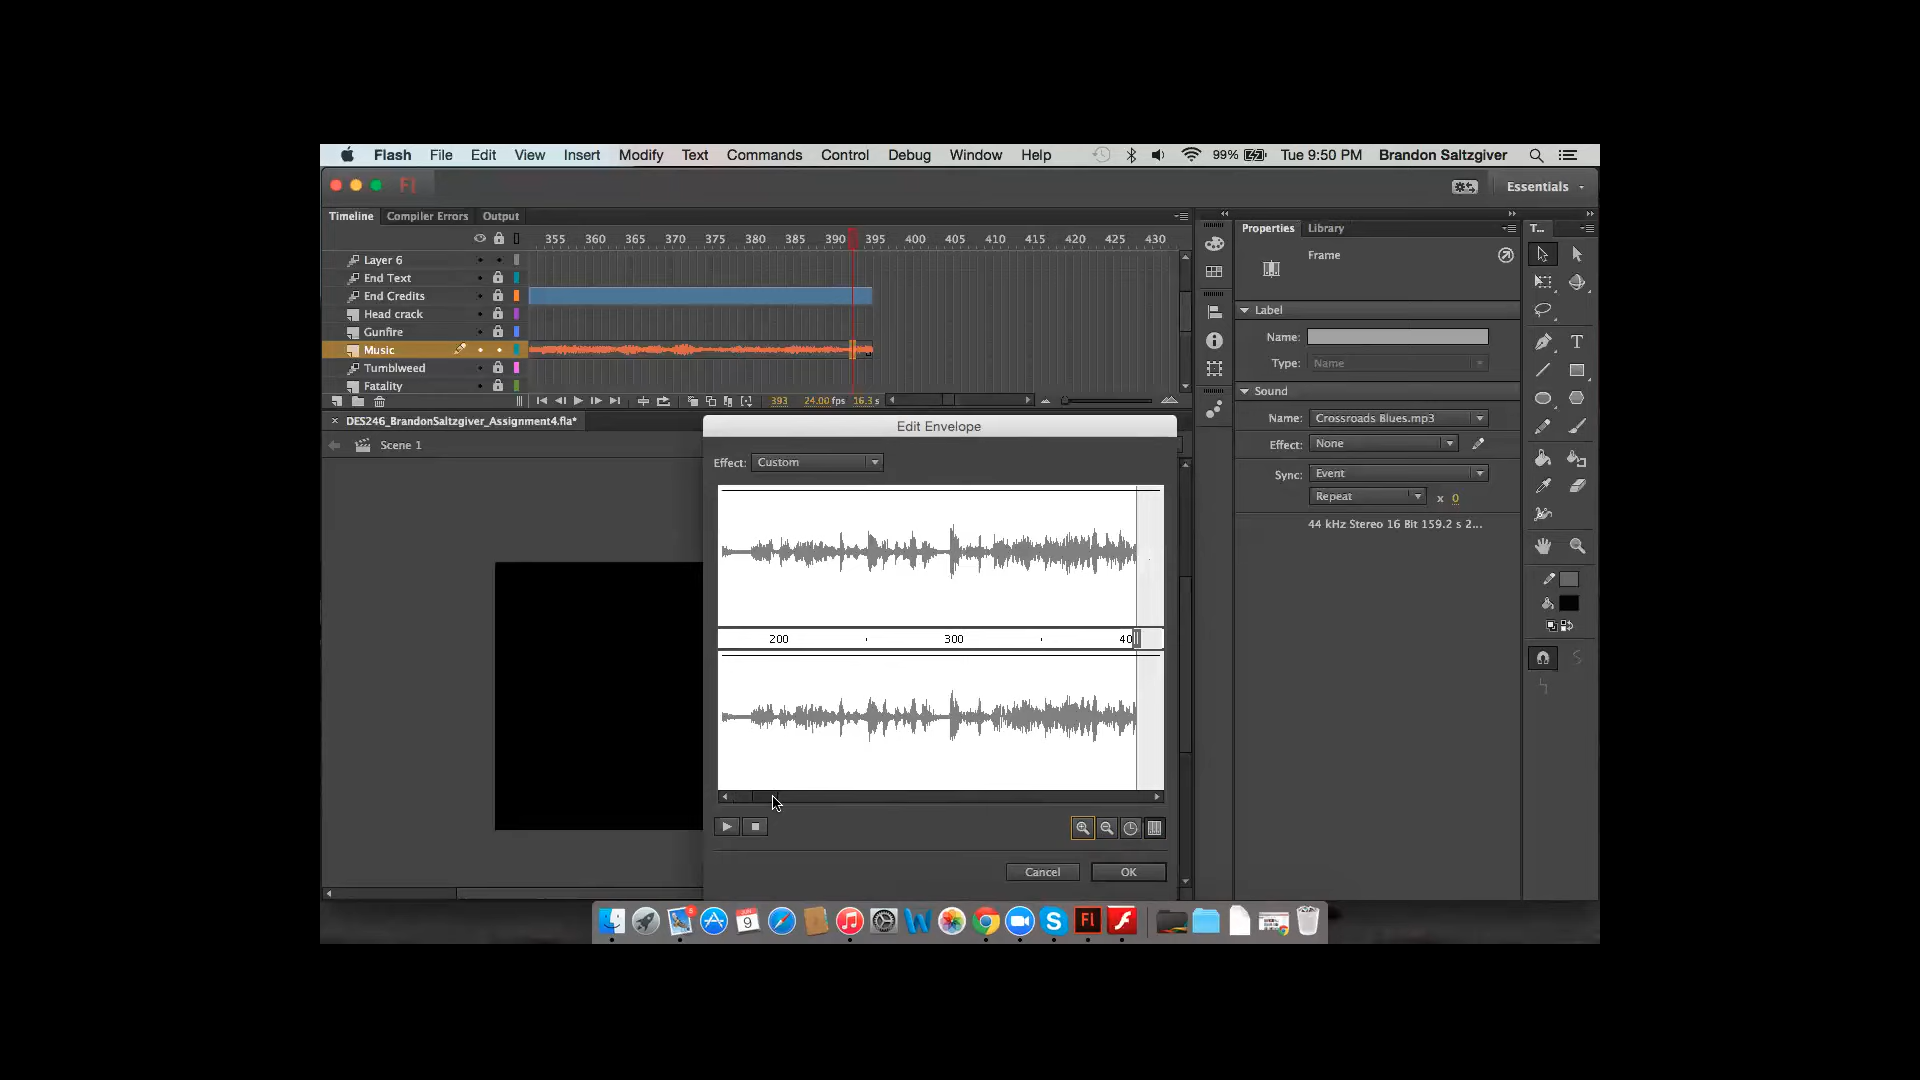 Flash File Edit View Insert Modify Text Commands Control Debug Window Help 99% Tue 9:50 PM Brandon Saltzgiver
Fl Essentials
Timeline Compiler Errors Output
355 360 365 370 375 380 385 390 395 400 405 410 415 420 425 430
Layer 6
End Text
End Credits
Head crack
Gunfire
Music
Tumblweed
Fatality
393 24.00 fps 16.3 s
DES246_BrandonSaltzgiver_Assignment4.fla*
Scene 1
Edit Envelope
Effect: Custom
200 300 40
Cancel OK
Properties Library
T...
Frame
Label
Name:
Type: Name
Sound
Name: Crossroads Blues.mp3
Effect: None
Sync: Event
Repeat x 0
44 kHz Stereo 16 Bit 159.2 s 2...
9
Fl